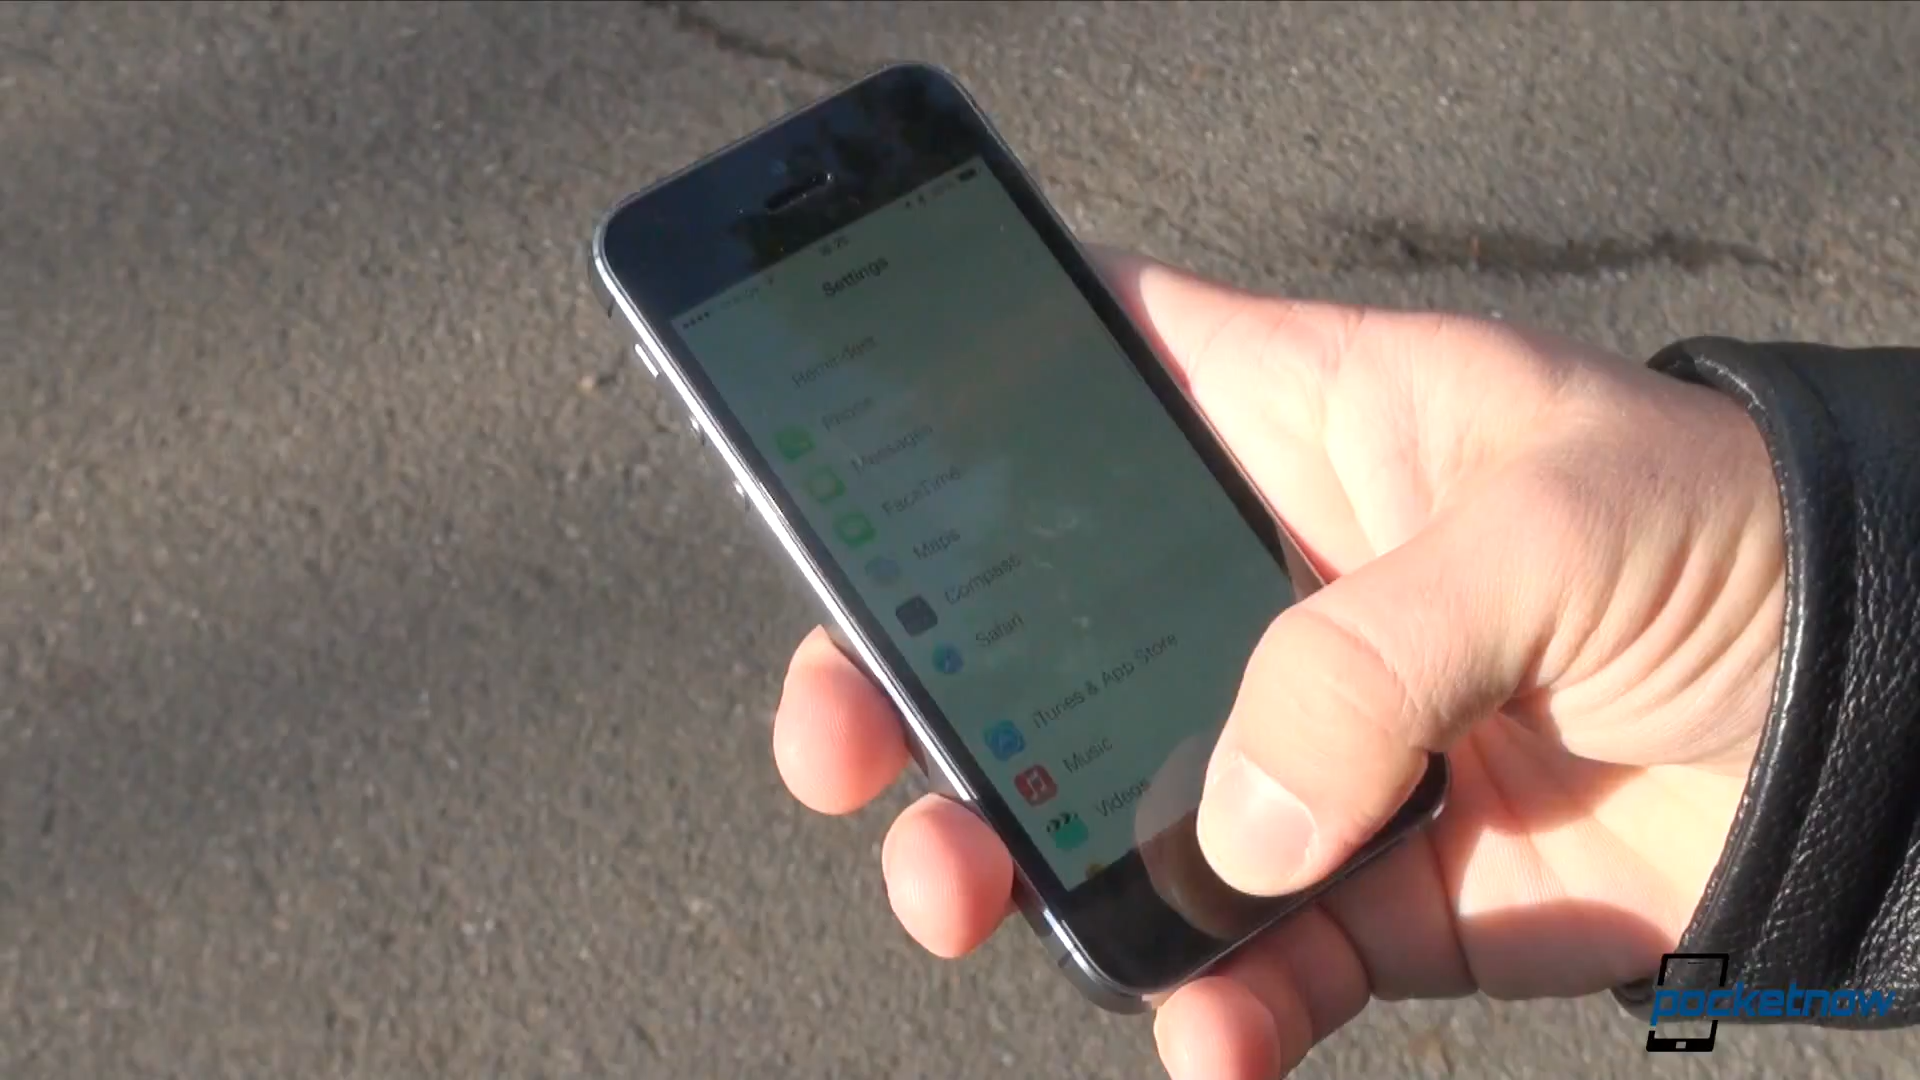 Settings
Reminders
Phone
Messages
FaceTime
Maps
Compass
Safari
iTunes & App Store
Music
Videos
pocketnow